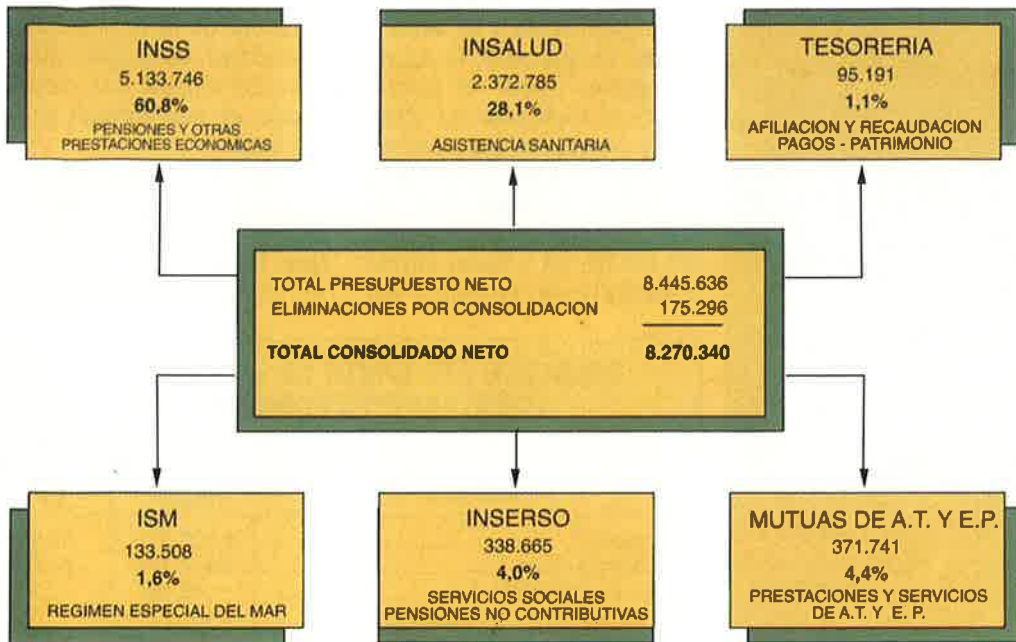 INSS
5.133.746
60,8%
PENSIONES Y OTRAS
PRESTACIONES ECONOMICAS
INSALUD
2.372.785
28,1%
ASISTENCIA SANITARIA
TESORERIA
95.191
1,1%
AFILIACION Y RECAUDACION
PAGOS - PATRIMONIO
TOTAL PRESUPUESTO NETO 8.445.636
ELIMINACIONES POR CONSOLIDACION 175.296
TOTAL CONSOLIDADO NETO 8.270.340
ISM
133.508
1,6%
REGIMEN ESPECIAL DEL MAR
INSERSO
338.665
4,0%
SERVICIOS SOCIALES
PENSIONES NO CONTRIBUTIVAS
MUTUAS DE A.T. Y E.P.
371.741
4,4%
PRESTACIONES Y SERVICIOS
DE A.T. Y E. P.